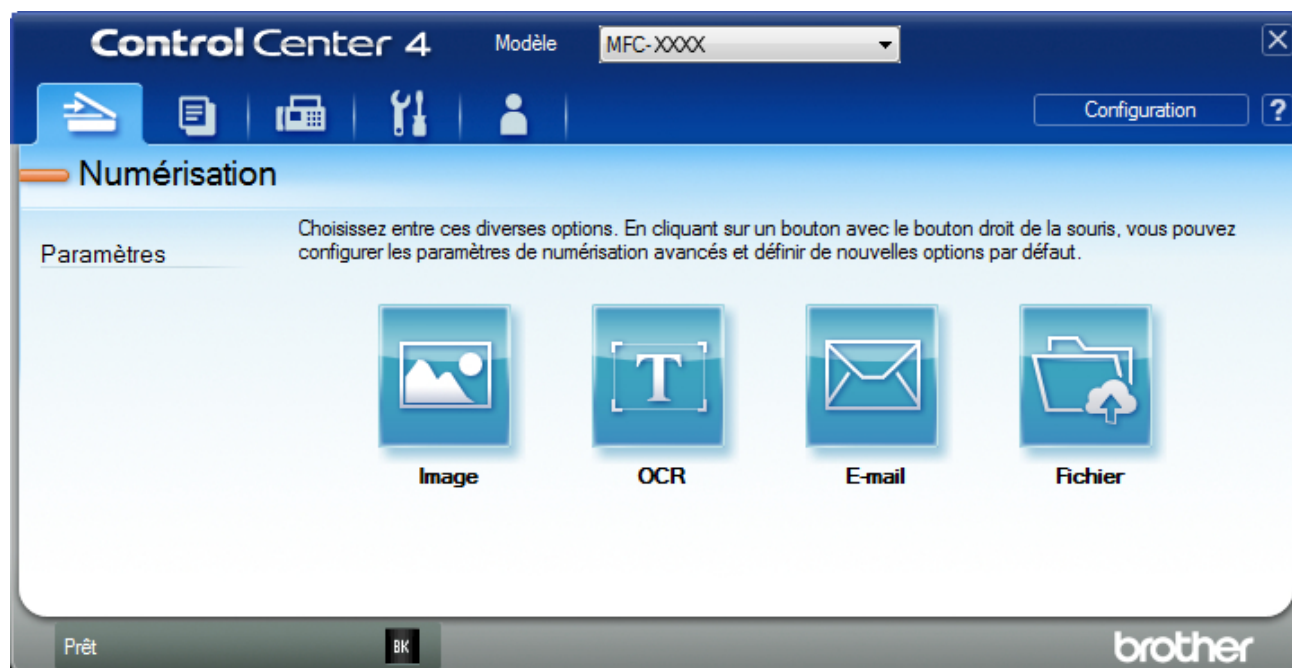 ControlCenter 4 Modèle MFC-XXXX
Configuration ?
Numérisation
Choisissez entre ces diverses options. En cliquant sur un bouton avec le bouton droit de la souris, vous pouvez
Paramètres configurer les paramètres de numérisation avancés et définir de nouvelles options par défaut.
T
Image OCR E-mail Fichier
Prêt BK brother